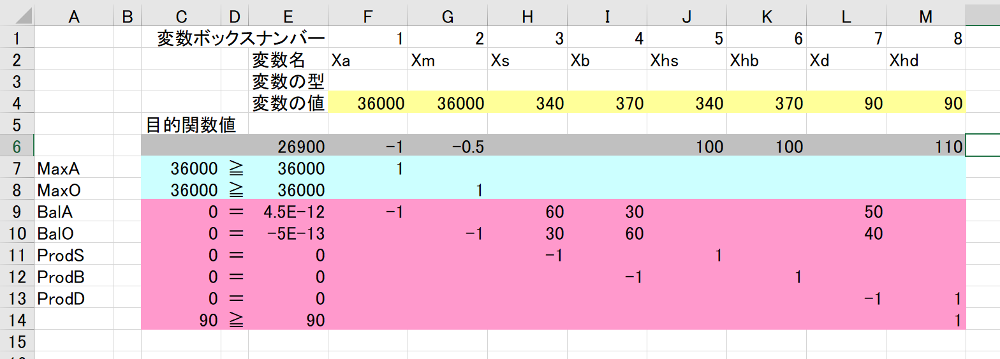 A B C D E F G H I J K L M
1 変数ボックスナンバー 1 2 3 4 5 6 7 8
2 変数名 Xa Xm Xs Xb Xhs Xhb Xd Xhd
3 変数の型
4 変数の値 36000 36000 340 370 340 370 90 90
5 目的関数値
6 26900 -1 -0.5 100 100 110
7 MaxA 36000 ≧ 36000 1
8 MaxO 36000 ≧ 36000 1
9 BalA 0 = 4.5E-12 -1 60 30 50
10 BalO 0 = -5E-13 -1 30 60 40
11 ProdS 0 = 0 -1 1
12 ProdB 0 = 0 -1 1
13 ProdD 0 = 0 -1 1
14 90 ≧ 90 1
15